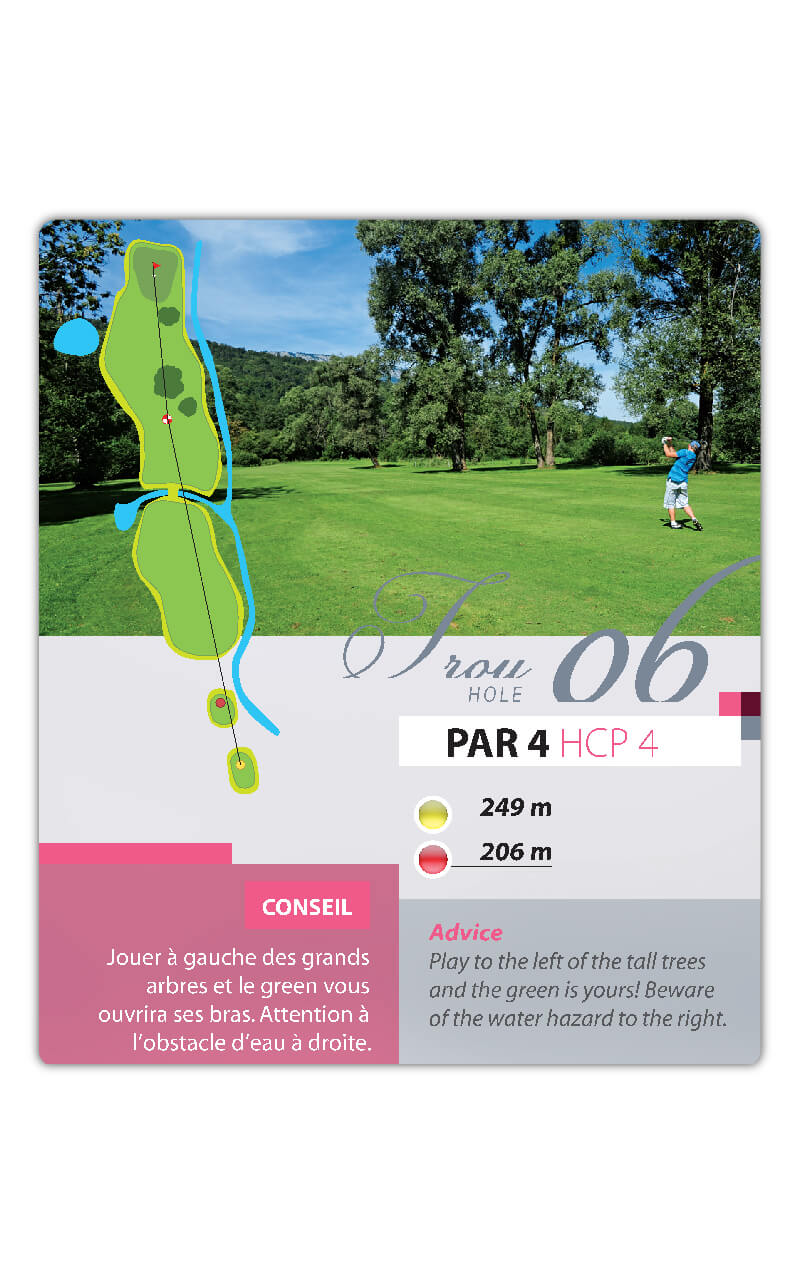 Trou 06
HOLE
PAR 4 HCP 4
249 m
206 m
CONSEIL
Jouer à gauche des grands
arbres et le green vous
ouvrira ses bras. Attention à
l'obstacle d'eau à droite.
Advice
Play to the left of the tall trees
and the green is yours! Beware
of the water hazard to the right.